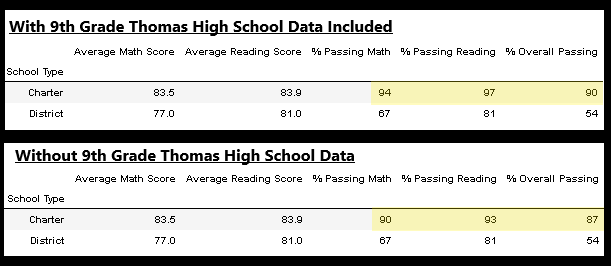 With 9th Grade Thomas High School Data Included
Average Math Score Average Reading Score % Passing Math % Passing Reading % Overall Passing
School Type
Charter 83.5 83.9 94 97 90
District 77.0 81.0 67 81 54
Without 9th Grade Thomas High School Data
Average Math Score Average Reading Score % Passing Math % Passing Reading % Overall Passing
School Type
Charter 83.5 83.9 90 93 87
District 77.0 81.0 67 81 54